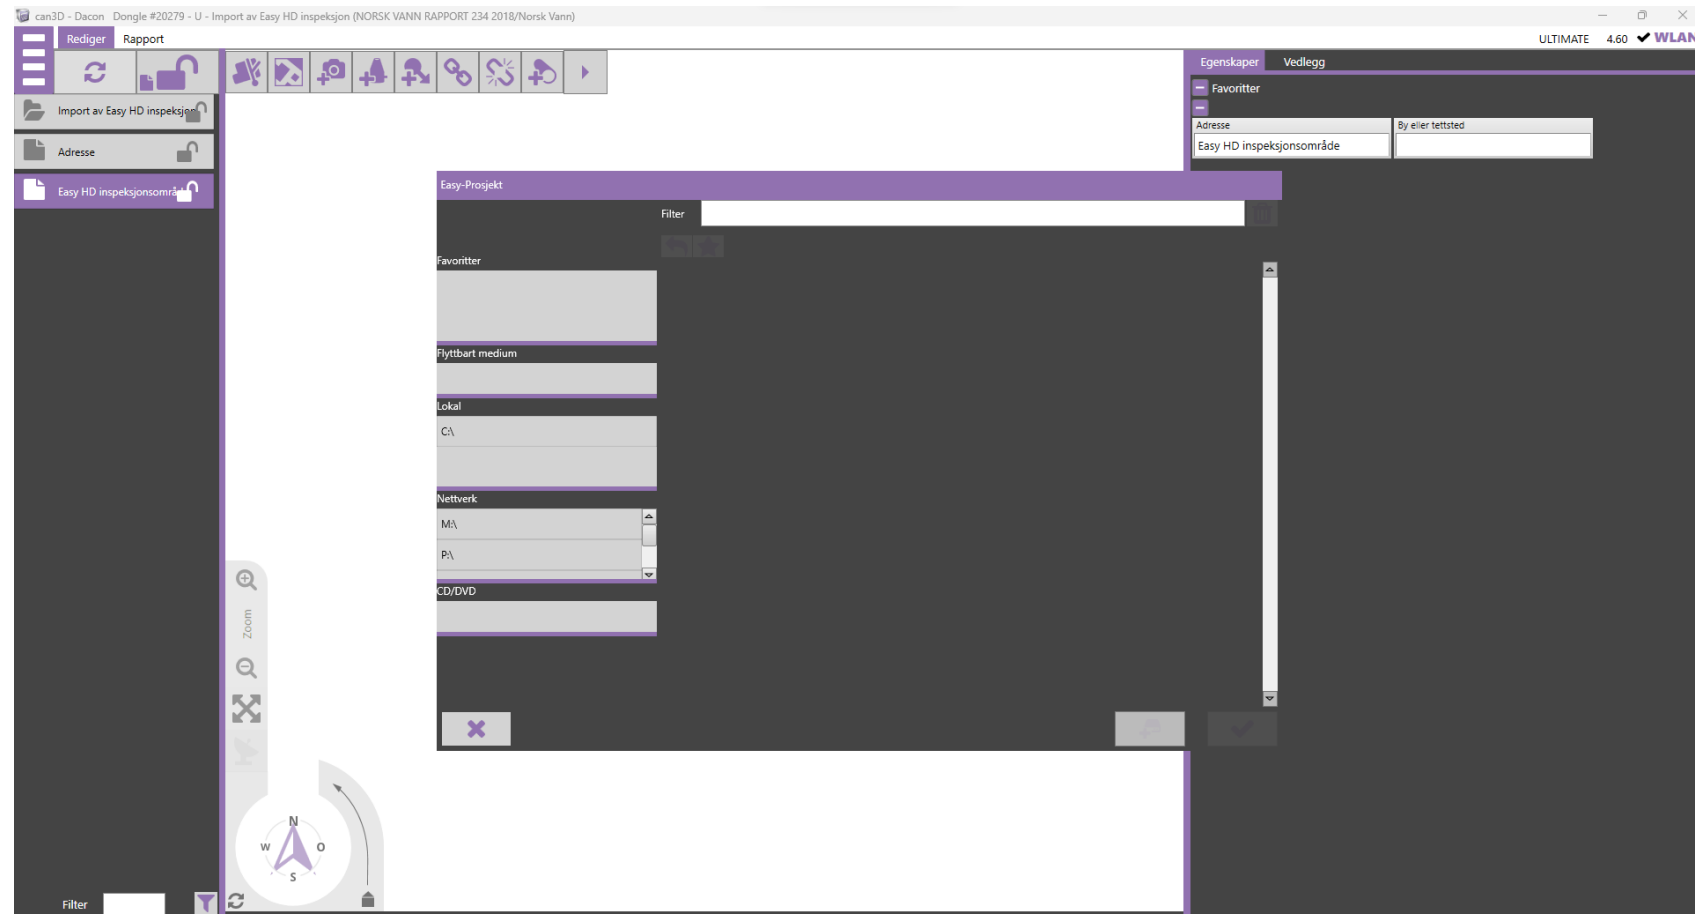 can3D - Dacon Dongle #20279 - U - Import av Easy HD inspeksjon (NORSK VANN RAPPORT 234 2018/Norsk Vann)
Rediger Rapport
ULTIMATE 4.60 WLAN
Import av Easy HD inspeksjon
Adresse
Easy HD inspeksjonsområd
Egenskaper Vedlegg
Favoritter
Adresse By eller tettsted
Easy HD inspeksjonsområde
Easy-Prosjekt
Filter
Favoritter
Flyttbart medium
Lokal
C:\
Nettverk
M:\
P:\
CD/DVD
Zoom
N
W O
S
Filter